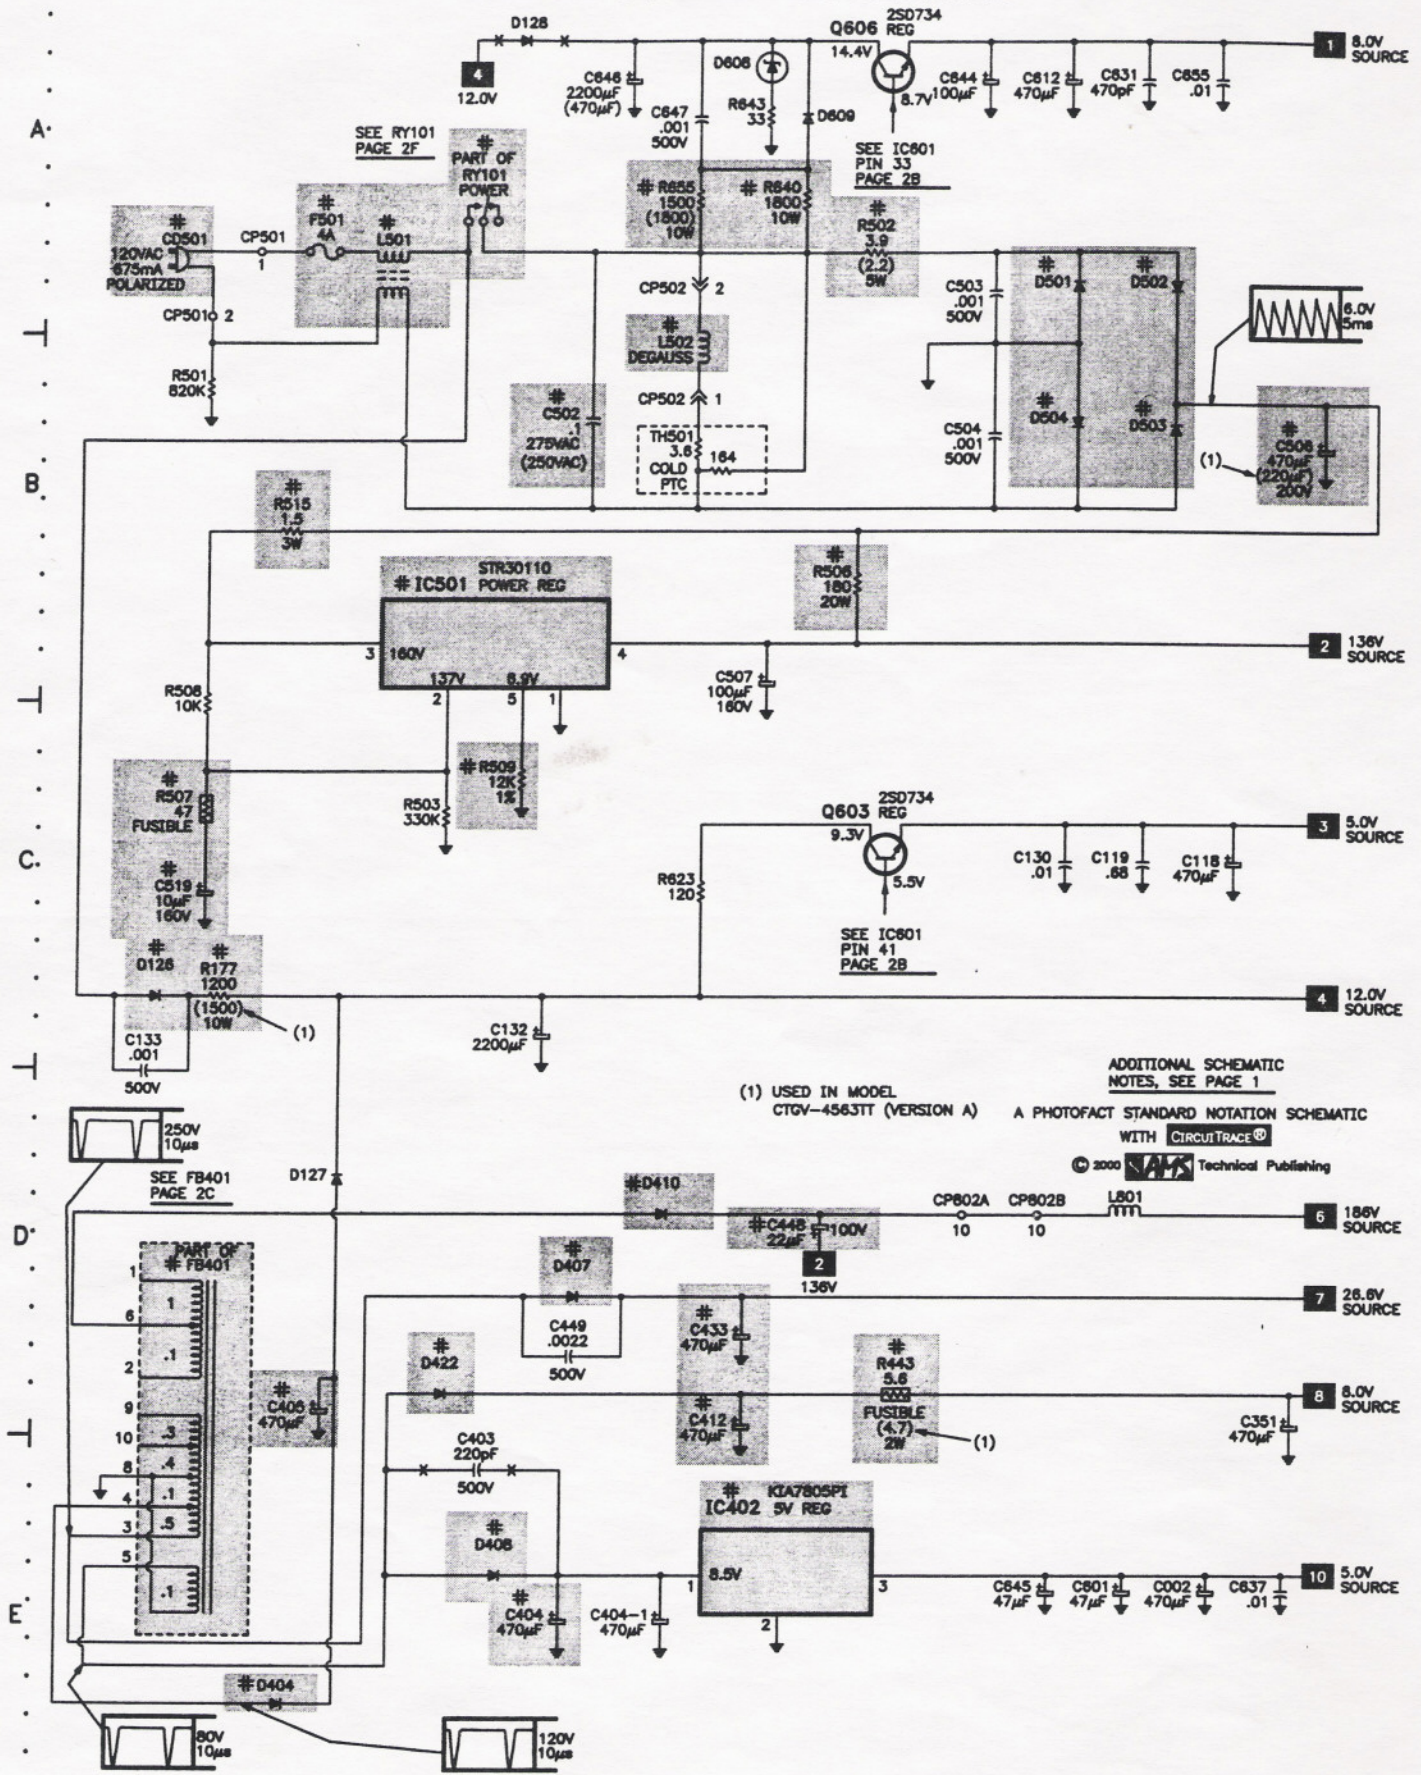 D128
4
12.0V
C646
2200µF
(470µF)
D608
R643
33
C647
.001
500V
D609
2SD734
Q606 REG
14.4V
8.7V
SEE IC601
PIN 33
PAGE 2B
C644
100µF
C612
470µF
C631
470pF
C655
.01
1 8.0V
SOURCE
A
SEE RY101
PAGE 2F
#
PART OF
RY101
POWER
#
CD501
120VAC
675mA
POLARIZED
CP501
1
#
F501
4A
#
L501
CP501 2
R501
820K
# R655
1500
(1800)
10W
# R640
1800
10W
#
R502
3.9
(2.2)
5W
CP502 2
#
L502
DEGAUSS
CP502 1
TH501
3.6
COLD
PTC
164
#
C502
.1
275VAC
(250VAC)
C503
.001
500V
C504
.001
500V
#
D501
#
D502
#
D504
#
D503
6.0V
5ms
#
C506
470µF
(220µF)
200V
(1)
B
#
R515
1.5
3W
STR30110
# IC501 POWER REG
3 160V
4
137V
2
6.9V
5
1
#
R506
180
20W
C507
100µF
160V
2 136V
SOURCE
R508
10K
#
R507
47
FUSIBLE
#
C519
10µF
160V
R503
330K
# R509
12K
1%
2SD734
Q603 REG
9.3V
5.5V
SEE IC601
PIN 41
PAGE 2B
R623
120
C130
.01
C119
.68
C118
470µF
3 5.0V
SOURCE
C
#
D126
#
R177
1200
(1500)
10W
(1)
C133
.001
500V
C132
2200µF
4 12.0V
SOURCE
(1) USED IN MODEL
CTGV-4563TT (VERSION A)
ADDITIONAL SCHEMATIC
NOTES, SEE PAGE 1
A PHOTOFACT STANDARD NOTATION SCHEMATIC
WITH CIRCUITRACE®
© 2000 SAMS Technical Publishing
250V
10µs
SEE FB401
PAGE 2C
D127
#D410
# C448
22µF
100V
2
136V
CP802A
10
CP802B
10
L801
6 186V
SOURCE
D
PART OF
# FB401
1
1
6
.1
2
9
.3
10
.4
8
.1
4
.5
3
5
.1
#
D407
C449
.0022
500V
#
C433
470µF
7 26.6V
SOURCE
#
D422
#
C412
470µF
#
R443
5.6
FUSIBLE
(4.7)
2W
(1)
C351
470µF
8 8.0V
SOURCE
#
C405
470µF
C403
220pF
500V
#
D408
#
C404
470µF
C404-1
470µF
# KIA7805PI
IC402 5V REG
1 8.5V
3
2
C645
47µF
C601
47µF
C002
470µF
C637
.01
10 5.0V
SOURCE
E
# D404
80V
10µs
120V
10µs